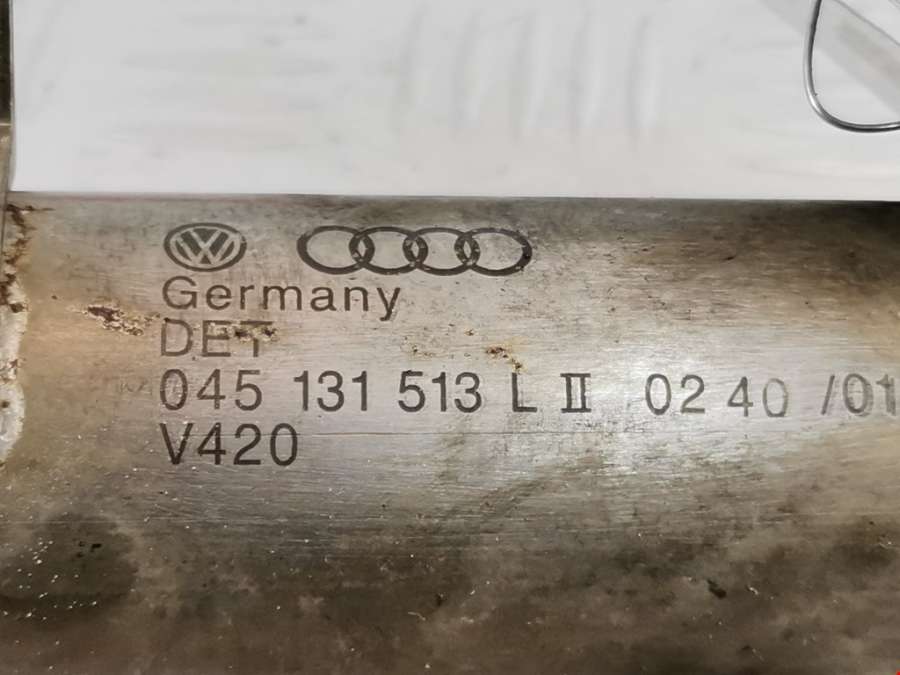 Germany
DET
045 131 513 L II 02 40 /01
V420